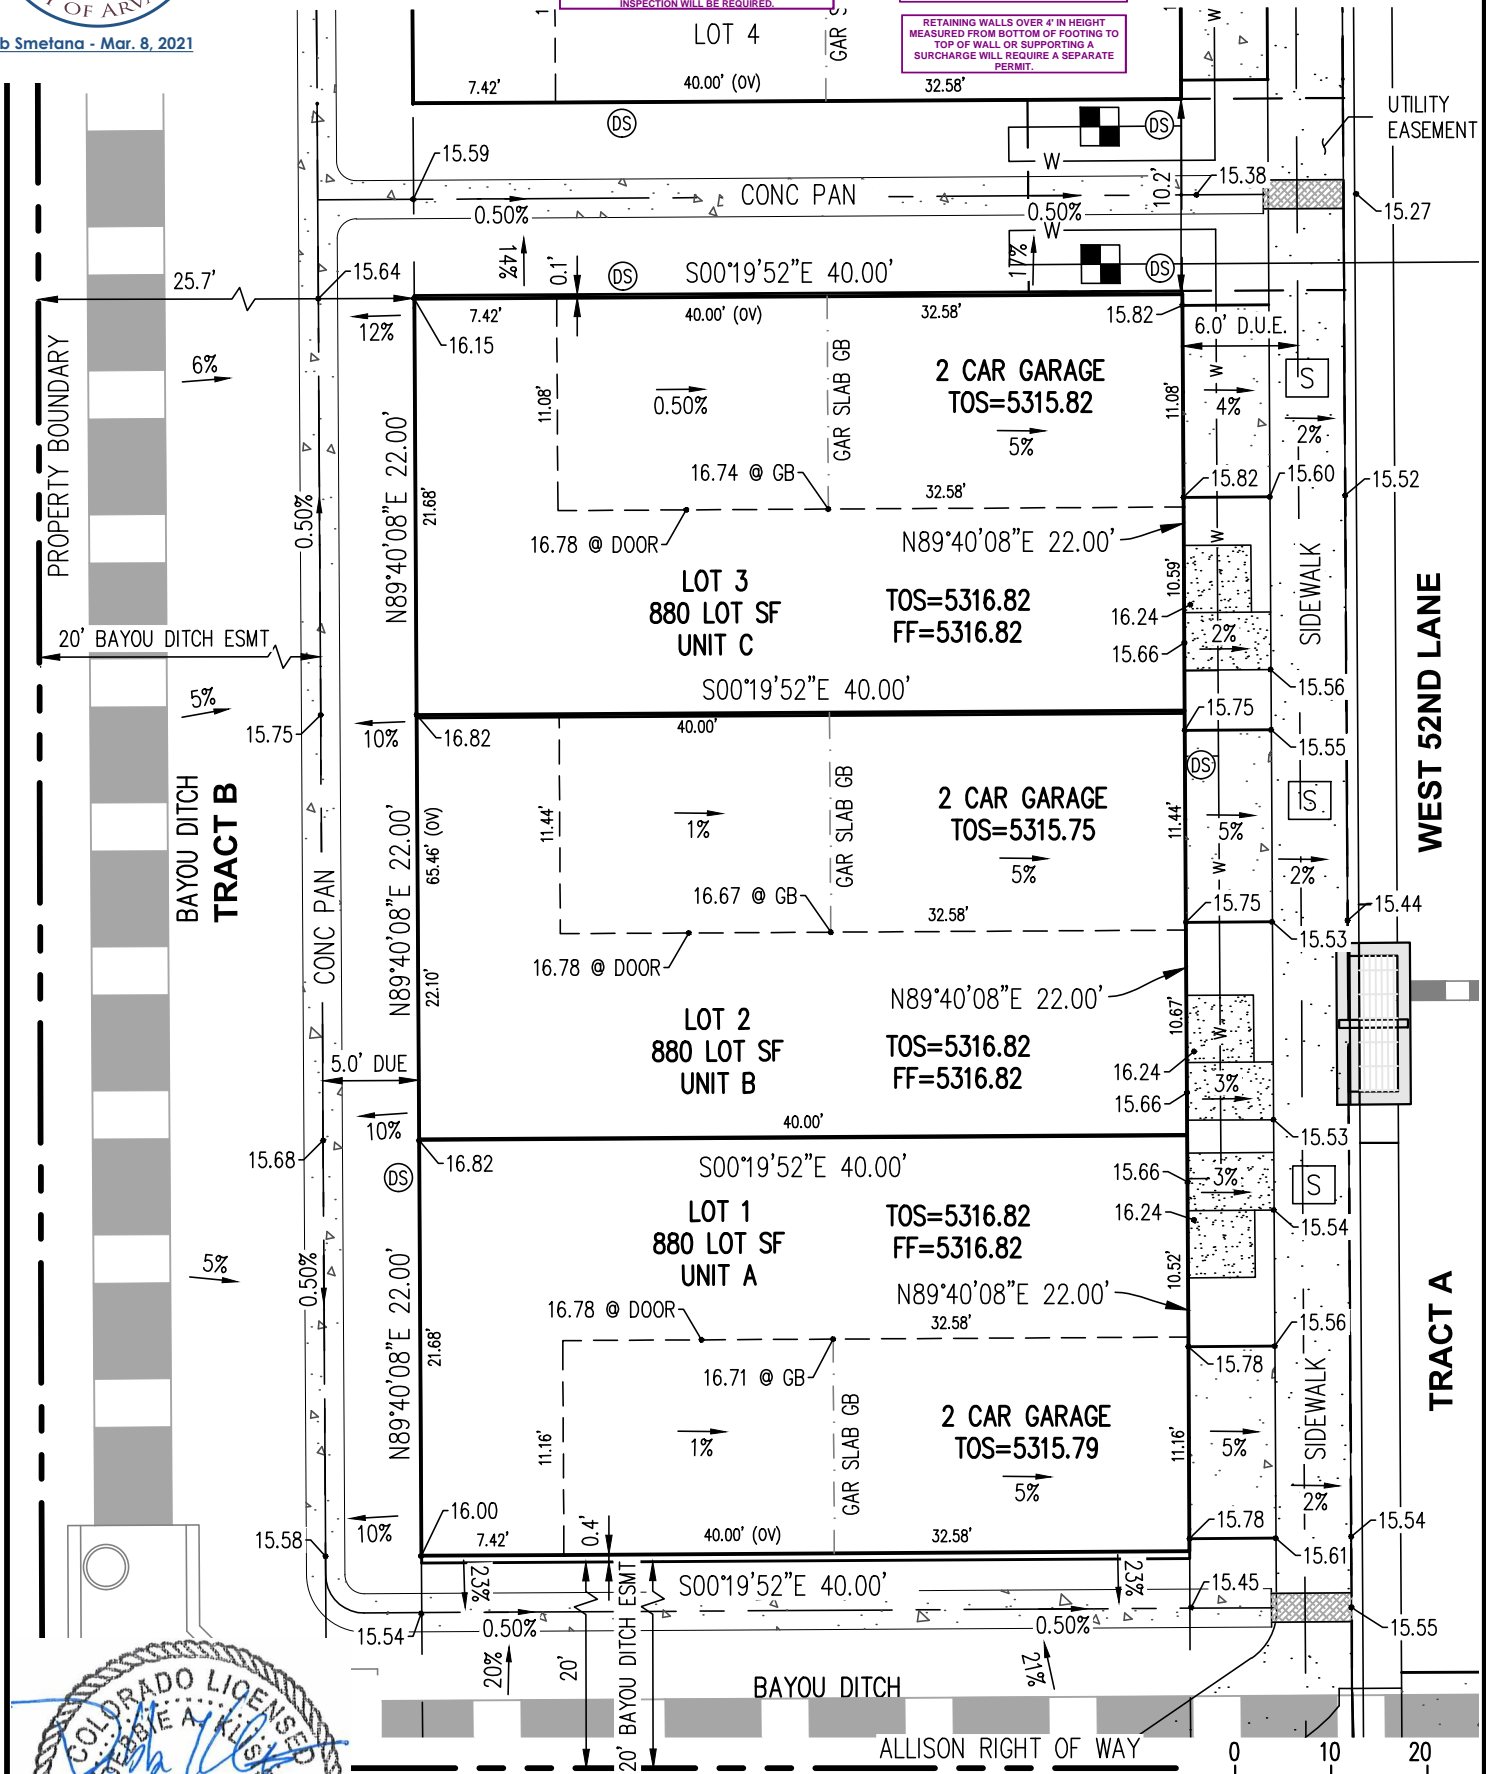 OF ARV
b Smetana - Mar. 8, 2021
INSPECTION WILL BE REQUIRED.
RETAINING WALLS OVER 4' IN HEIGHT
MEASURED FROM BOTTOM OF FOOTING TO
TOP OF WALL OR SUPPORTING A
SURCHARGE WILL REQUIRE A SEPARATE
PERMIT.
LOT 4
GAR S
7.42'
40.00' (OV)
32.58'
W
UTILITY
EASEMENT
DS
DS
15.59
W
CONC PAN
10.2'
15.38
15.27
0.50%
0.50%
W
14%
0.1'
DS
S00°19'52"E 40.00'
17%
DS
25.7'
15.64
7.42'
40.00' (OV)
32.58'
15.82
6.0' D.U.E.
12%
16.15
PROPERTY BOUNDARY
6%
11.08'
0.50%
GAR SLAB GB
2 CAR GARAGE
TOS=5315.82
5%
11.08'
W
4%
S
2%
N89°40'08"E 22.00'
21.68'
0.50%
16.74 @ GB
32.58'
15.82
15.60
15.52
16.78 @ DOOR
N89°40'08"E 22.00'
W
LOT 3
880 LOT SF
UNIT C
TOS=5316.82
FF=5316.82
10.59'
16.24
15.66
2%
SIDEWALK
WEST 52ND LANE
20' BAYOU DITCH ESMT
S00°19'52"E 40.00'
15.56
5%
15.75
10%
16.82
40.00'
15.75
15.55
DS
BAYOU DITCH
TRACT B
N89°40'08"E 22.00'
65.46' (OV)
11.44'
1%
GAR SLAB GB
2 CAR GARAGE
TOS=5315.75
5%
11.44'
5%
W
S
2%
CONC PAN
16.67 @ GB
32.58'
15.75
15.44
15.53
16.78 @ DOOR
22.10'
N89°40'08"E 22.00'
LOT 2
880 LOT SF
UNIT B
TOS=5316.82
FF=5316.82
10.67'
W
16.24
15.66
3%
5.0' DUE
10%
40.00'
15.53
15.68
16.82
DS
S00°19'52"E 40.00'
15.66
3%
S
16.24
15.54
LOT 1
880 LOT SF
UNIT A
TOS=5316.82
FF=5316.82
10.52'
5%
0.50%
N89°40'08"E 22.00'
21.68'
16.78 @ DOOR
N89°40'08"E 22.00'
32.58'
15.56
15.78
16.71 @ GB
TRACT A
SIDEWALK
11.16'
1%
GAR SLAB GB
2 CAR GARAGE
TOS=5315.79
5%
11.16'
5%
2%
16.00
15.58
10%
7.42'
0.4'
40.00' (OV)
32.58'
15.78
15.54
15.61
23%
S00°19'52"E 40.00'
23%
15.45
15.54
0.50%
0.50%
15.55
20%
20'
20' BAYOU DITCH ESMT
21%
BAYOU DITCH
COLORADO LICENSED
DEBBIE A. KLIS
ALLISON RIGHT OF WAY
0 10 20